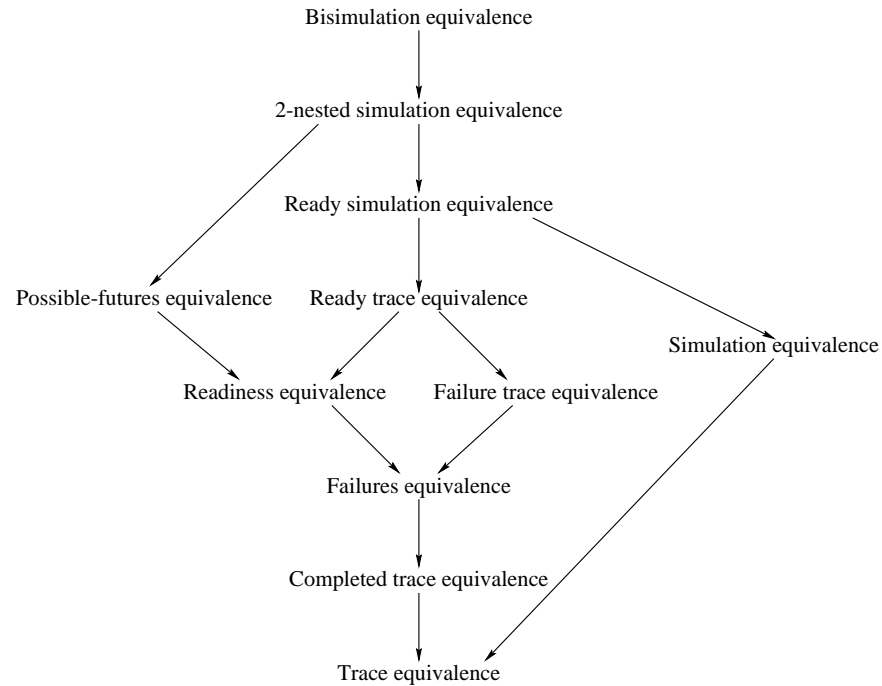 Bisimulation equivalence
2-nested simulation equivalence
Ready simulation equivalence
Possible-futures equivalence
Ready trace equivalence
Simulation equivalence
Readiness equivalence
Failure trace equivalence
Failures equivalence
Completed trace equivalence
Trace equivalence